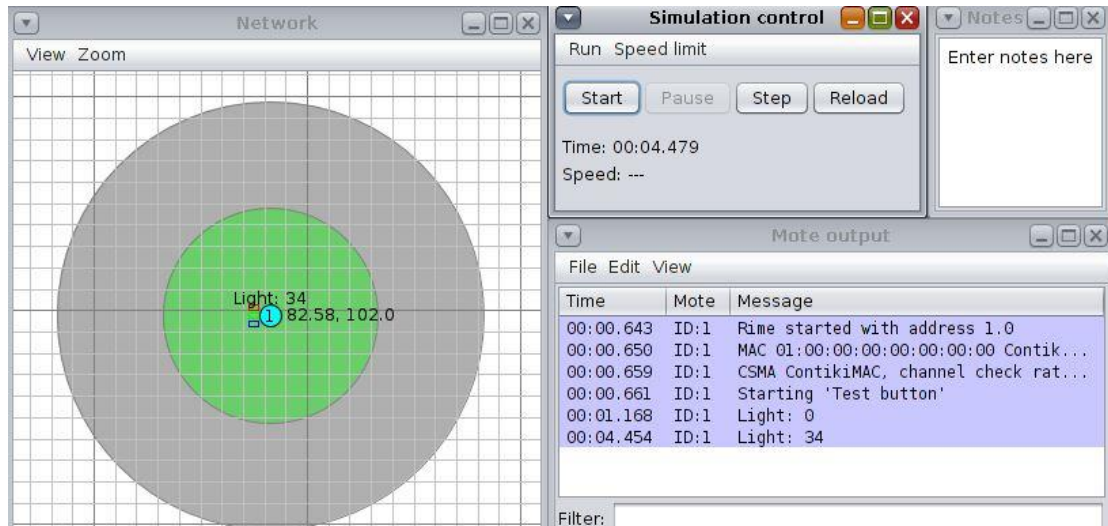 Network
View Zoom
Light: 34
1 82.58, 102.0
Simulation control
Run Speed limit
Start Pause Step Reload
Time: 00:04.479
Speed: ---
Notes
Enter notes here
Mote output
File Edit View
Time Mote Message
00:00.643 ID:1 Rime started with address 1.0
00:00.650 ID:1 MAC 01:00:00:00:00:00:00:00 Contik...
00:00.659 ID:1 CSMA ContikiMAC, channel check rat...
00:00.661 ID:1 Starting 'Test button'
00:01.168 ID:1 Light: 0
00:04.454 ID:1 Light: 34
Filter: